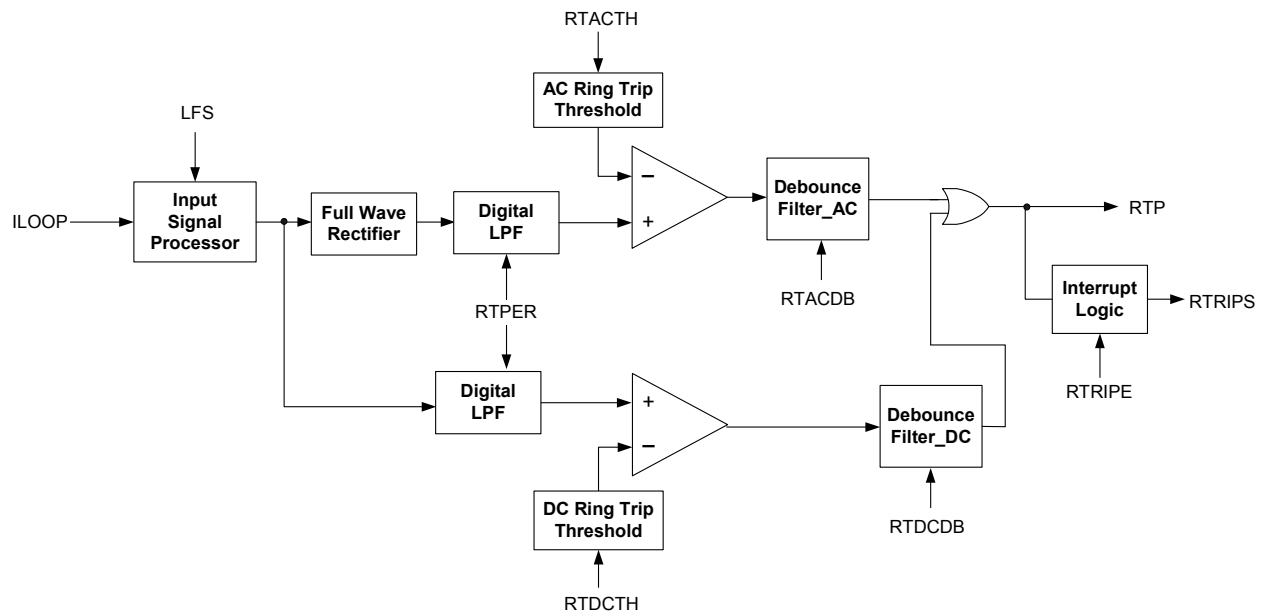 RTACTH
AC Ring Trip
Threshold
LFS
Input
Signal
Processor
ILOOP
Full Wave
Rectifier
Digital
LPF
–
+
Debounce
Filter_AC
RTACDB
RTP
Interrupt
Logic
RTRIPS
RTRIPE
RTPER
Digital
LPF
+
–
Debounce
Filter_DC
RTDCDB
DC Ring Trip
Threshold
RTDCTH